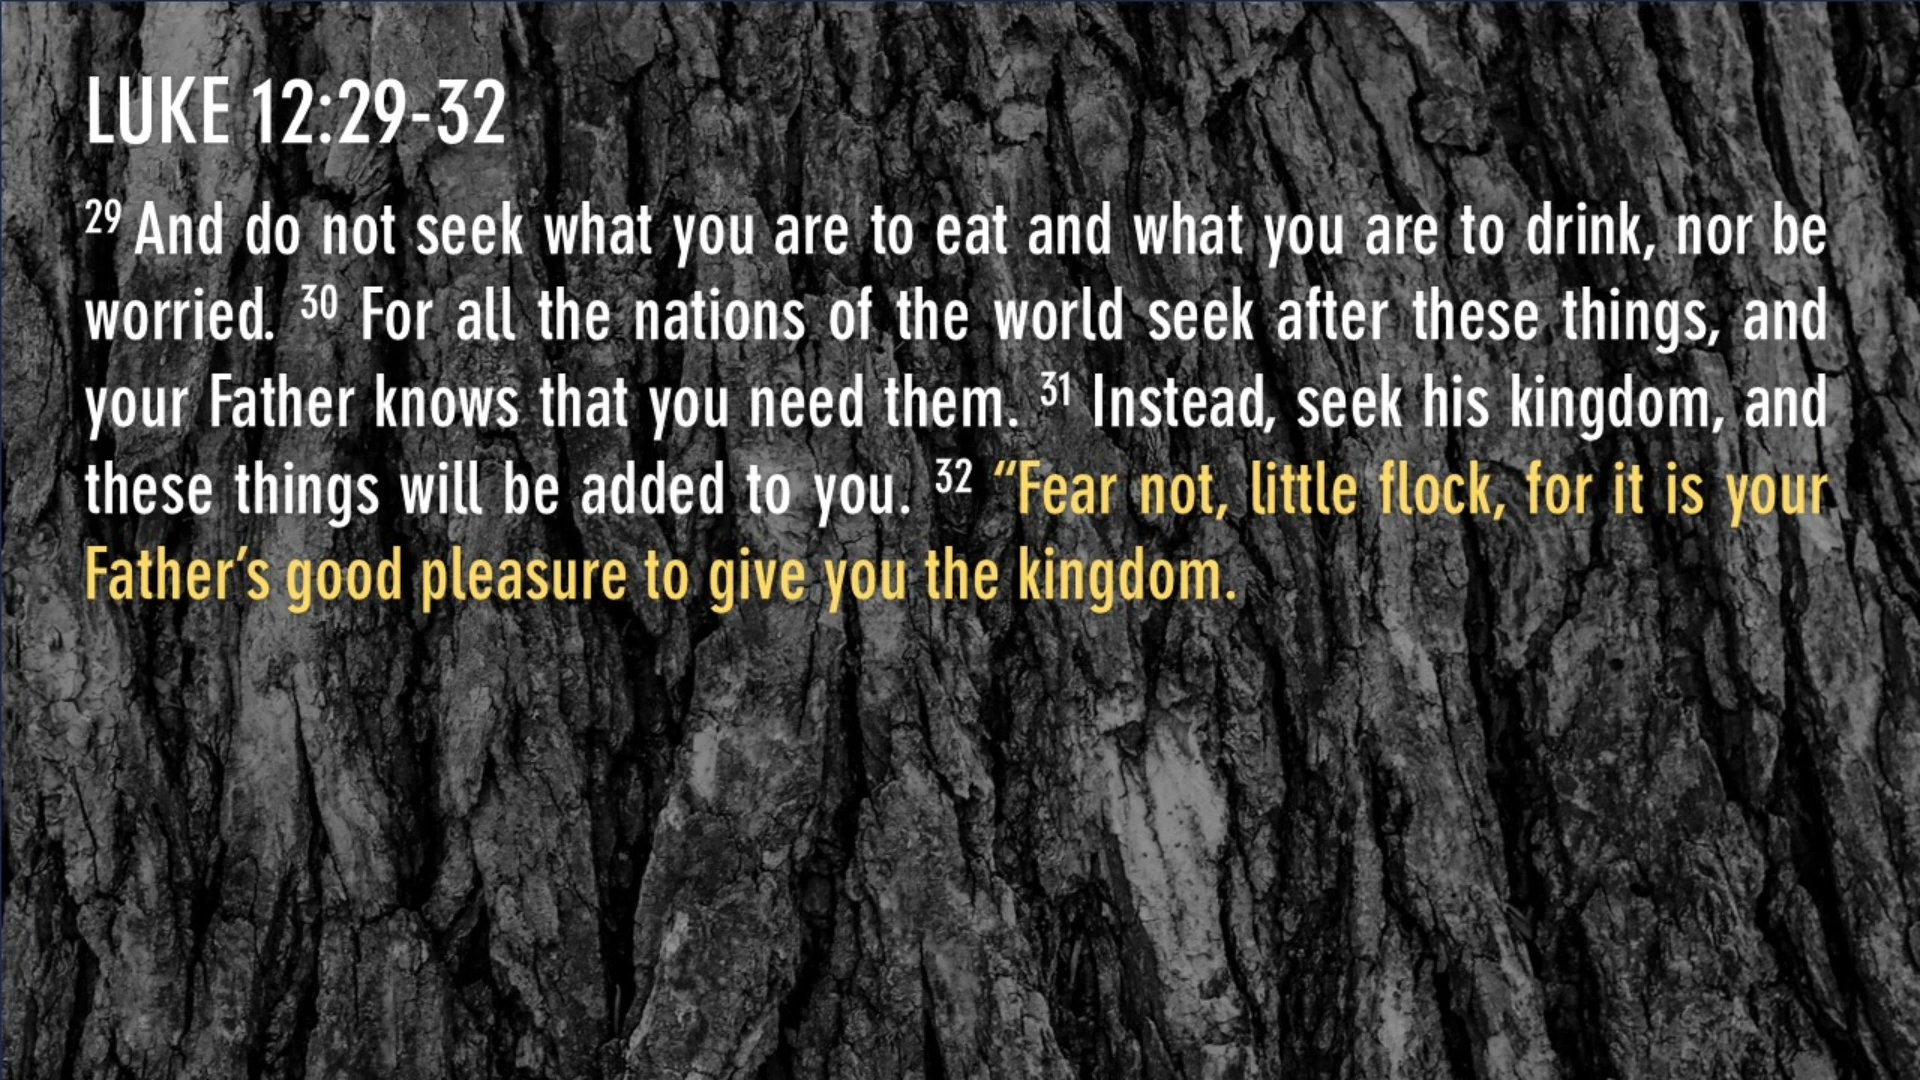 LUKE 12:29-32
29 And do not seek what you are to eat and what you are to drink, nor be
worried. 30 For all the nations of the world seek after these things, and
your Father knows that you need them. 31 Instead, seek his kingdom, and
these things will be added to you. 32 “Fear not, little flock, for it is your
Father’s good pleasure to give you the kingdom.